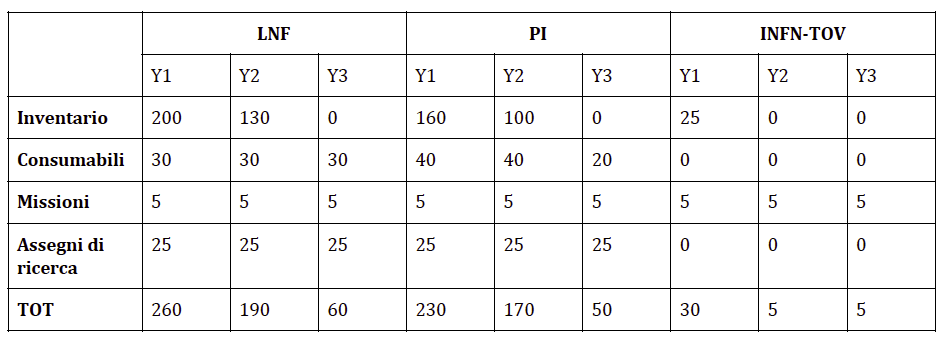 LNF PI INFN-TOV
Y1 Y2 Y3 Y1 Y2 Y3 Y1 Y2 Y3
Inventario 200 130 0 160 100 0 25 0 0
Consumabili 30 30 30 40 40 20 0 0 0
Missioni 5 5 5 5 5 5 5 5 5
Assegni di 25 25 25 25 25 25 0 0 0
ricerca
TOT 260 190 60 230 170 50 30 5 5